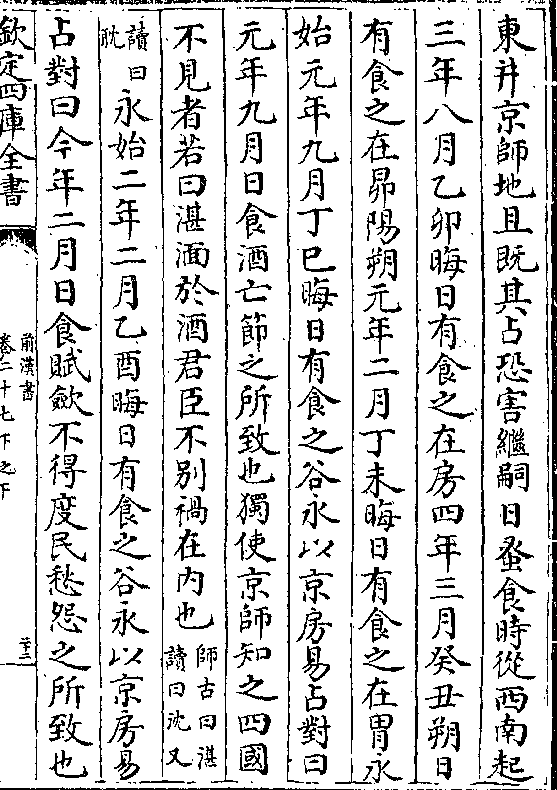 東井京師地且既其占恐害繼嗣日蚤食時從西南起
三年八月乙卯晦日有食之在房四年三月癸丑朔日
有食之在昴陽朔元年二月丁未晦日有食之在胃永
始元年九月丁巳晦日有食之谷永以京房易占對曰
元年九月日食酒亡節之所致也獨使京師知之四國
不見者若曰湛湎於酒君臣不別禍在内也師古曰湛讀曰沈又
讀曰耽永始二年二月乙酉晦日有食之谷永以京房易
占對曰今年二月日食賦斂不得度民愁怨之所致也
欽定四庫全書
前漢書
卷二十七下之下